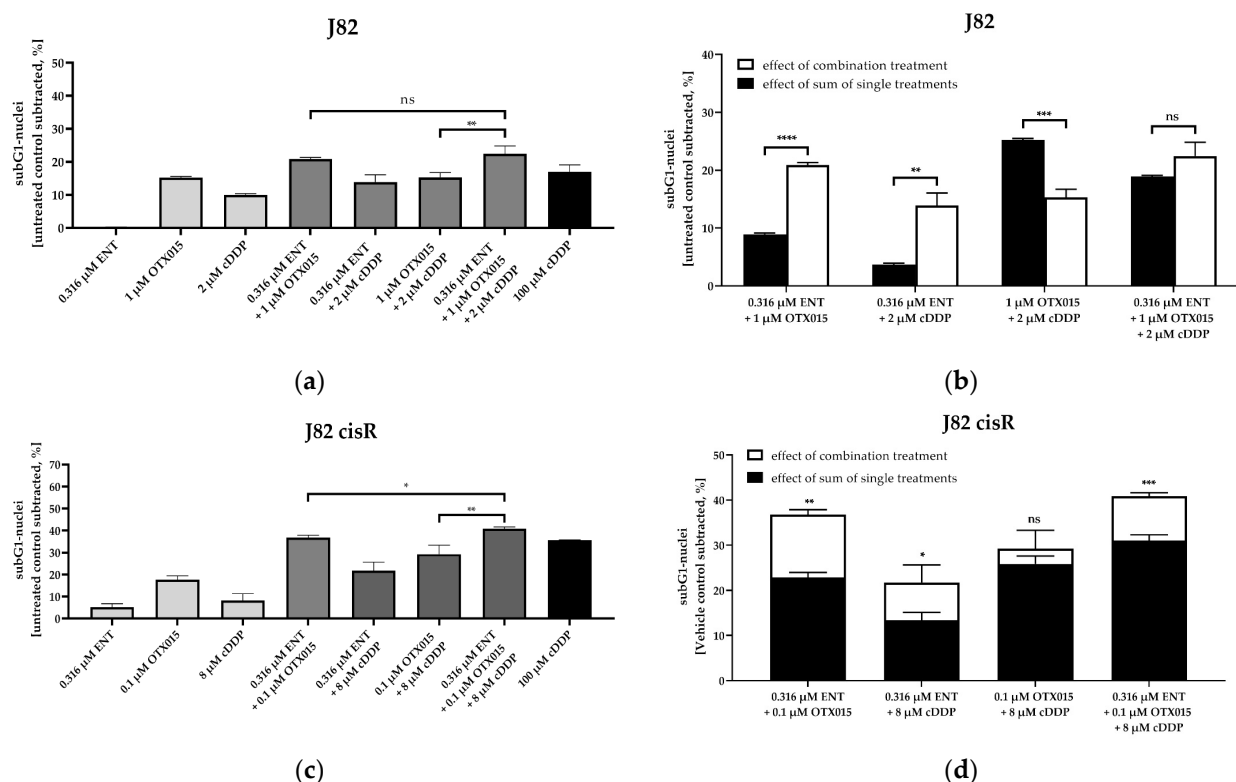 J82
subG1-nuclei
[untreated control subtracted, %]
50
40
30
20
10
0
ns
**
0.316 µM ENT
1 µM OTX015
2 µM cDDP
0.316 µM ENT
+ 1 µM OTX015
0.316 µM ENT
+ 2 µM cDDP
1 µM OTX015
+ 2 µM cDDP
0.316 µM ENT
+ 1 µM OTX015
+ 2 µM cDDP
100 µM cDDP
(a)
J82
subG1-nuclei
[untreated control subtracted, %]
40
30
20
10
0
effect of combination treatment
effect of sum of single treatments
****
**
***
ns
0.316 µM ENT
+ 1 µM OTX015
0.316 µM ENT
+ 2 µM cDDP
1 µM OTX015
+ 2 µM cDDP
0.316 µM ENT
+ 1 µM OTX015
+ 2 µM cDDP
(b)
J82 cisR
subG1-nuclei
[untreated control subtracted, %]
70
60
50
40
30
20
10
0
*
**
0.316 µM ENT
0.1 µM OTX015
8 µM cDDP
0.316 µM ENT
+ 0.1 µM OTX015
0.316 µM ENT
+ 8 µM cDDP
0.1 µM OTX015
+ 8 µM cDDP
0.316 µM ENT
+ 0.1 µM OTX015
+ 8 µM cDDP
100 µM cDDP
(c)
J82 cisR
subG1-nuclei
[Vehicle control subtracted, %]
50
40
30
20
10
0
effect of combination treatment
effect of sum of single treatments
**
*
ns
***
0.316 µM ENT
+ 0.1 µM OTX015
0.316 µM ENT
+ 8 µM cDDP
0.1 µM OTX015
+ 8 µM cDDP
0.316 µM ENT
+ 0.1 µM OTX015
+ 8 µM cDDP
(d)